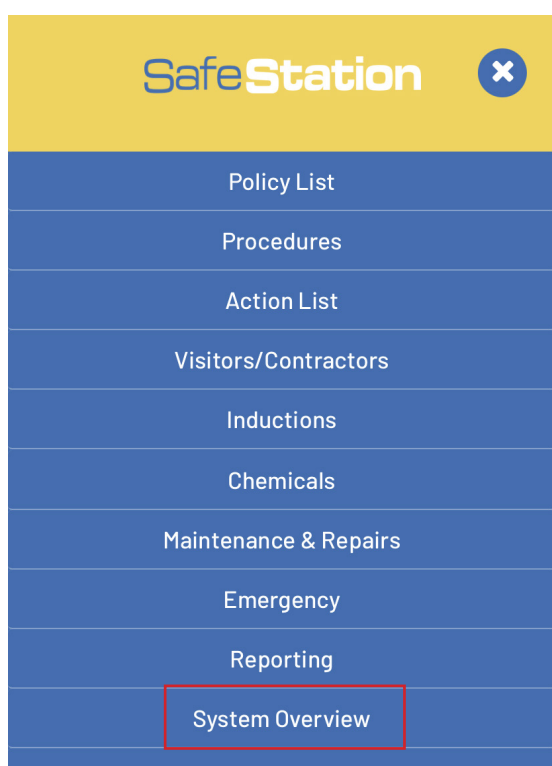 SafeStation
Policy List
Procedures
Action List
Visitors/Contractors
Inductions
Chemicals
Maintenance & Repairs
Emergency
Reporting
System Overview